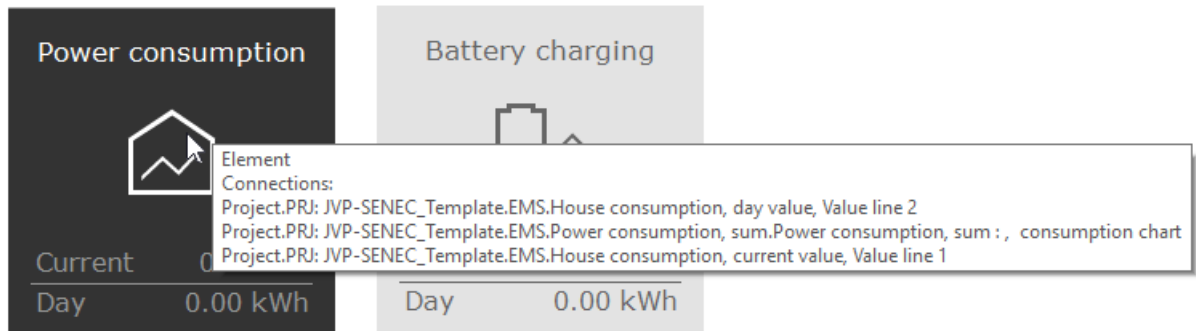 Power consumption
Battery charging
Element
Connections:
Project.PRJ: JVP-SENEC_Template.EMS.House consumption, day value, Value line 2
Project.PRJ: JVP-SENEC_Template.EMS.Power consumption, sum.Power consumption, sum : ,  consumption chart
Project.PRJ: JVP-SENEC_Template.EMS.House consumption, current value, Value line 1
Current
Day 0.00 kWh
Day 0.00 kWh